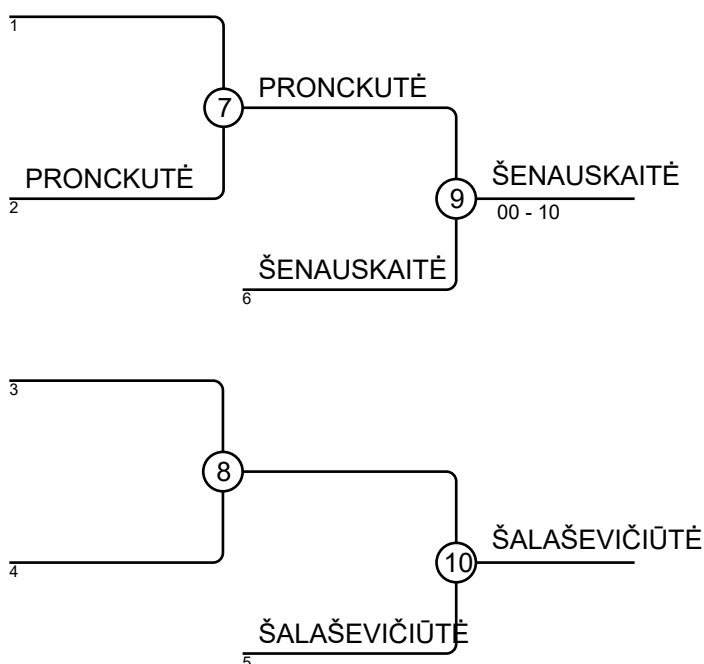 1
PRONCKUTĖ
7
PRONCKUTĖ
2
ŠENAUSKAITĖ
9
00 - 10
ŠENAUSKAITĖ
6
3
8
ŠALAŠEVIČIŪTĖ
10
4
ŠALAŠEVIČIŪTĖ
5